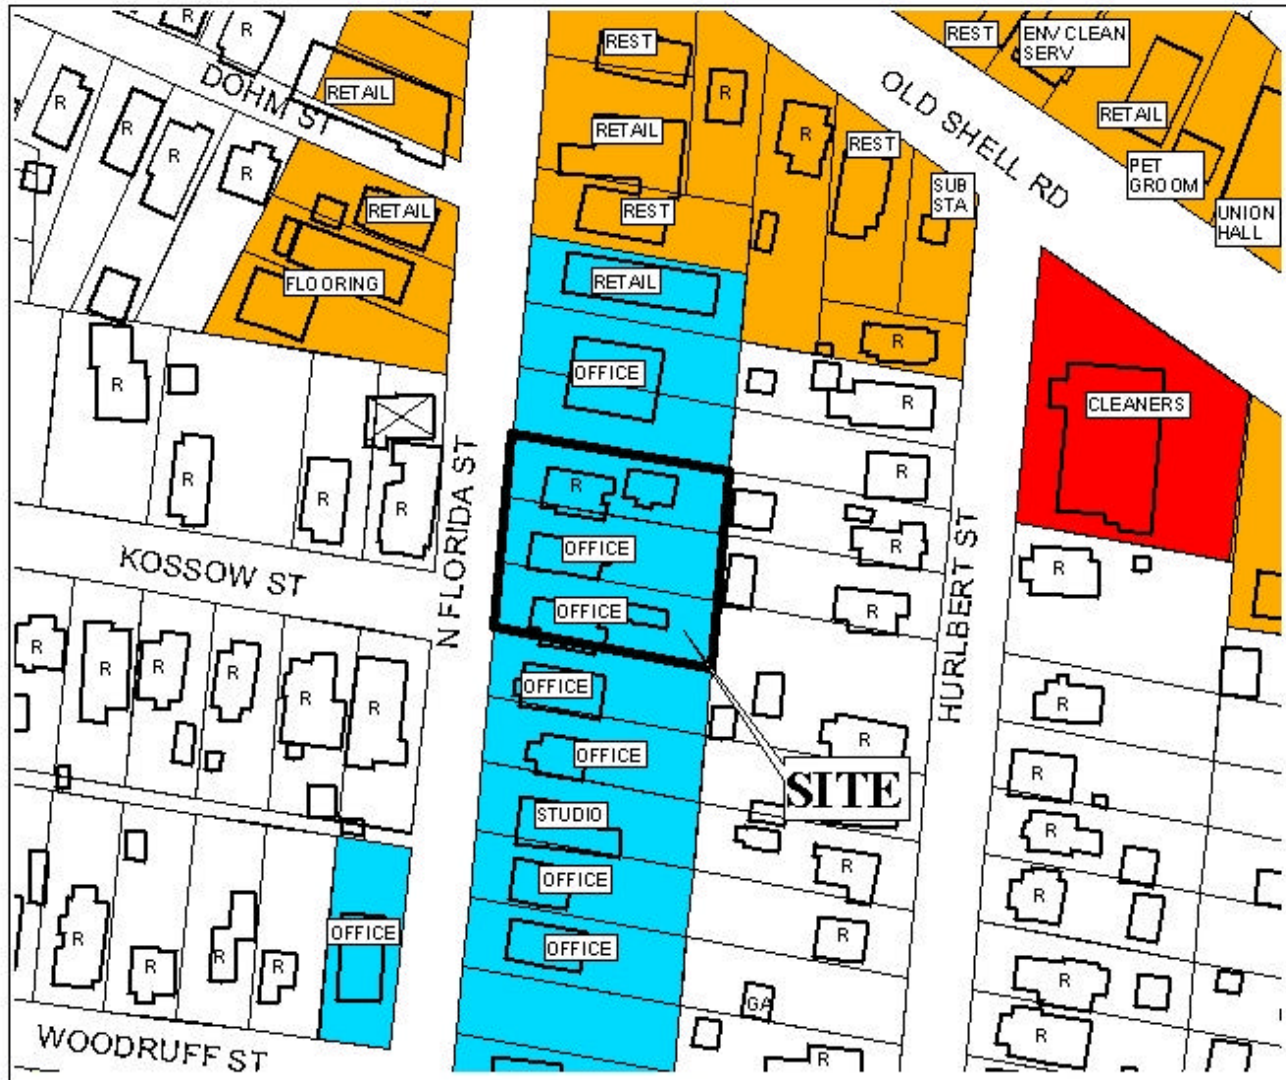 R
R
REST
REST
ENV CLEAN
SERV
DOHM ST
RETAIL
OLD SHELL RD
R
R
R
R
R
RETAIL
R
REST
RETAIL
PET
GROOM
UNION
HALL
RETAIL
REST
SUB
STA
FLOORING
RETAIL
R
R
OFFICE
R
CLEANERS
R
R
R
R
N FLORIDA ST
R
R
OFFICE
R
HURLBERT ST
R
KOSSOW ST
OFFICE
R
R
R
R
R
R
R
OFFICE
R
OFFICE
R
SITE
R
STUDIO
R
R
OFFICE
R
OFFICE
R
OFFICE
R
R
R
R
R
GA
R
R
R
WOODRUFF ST